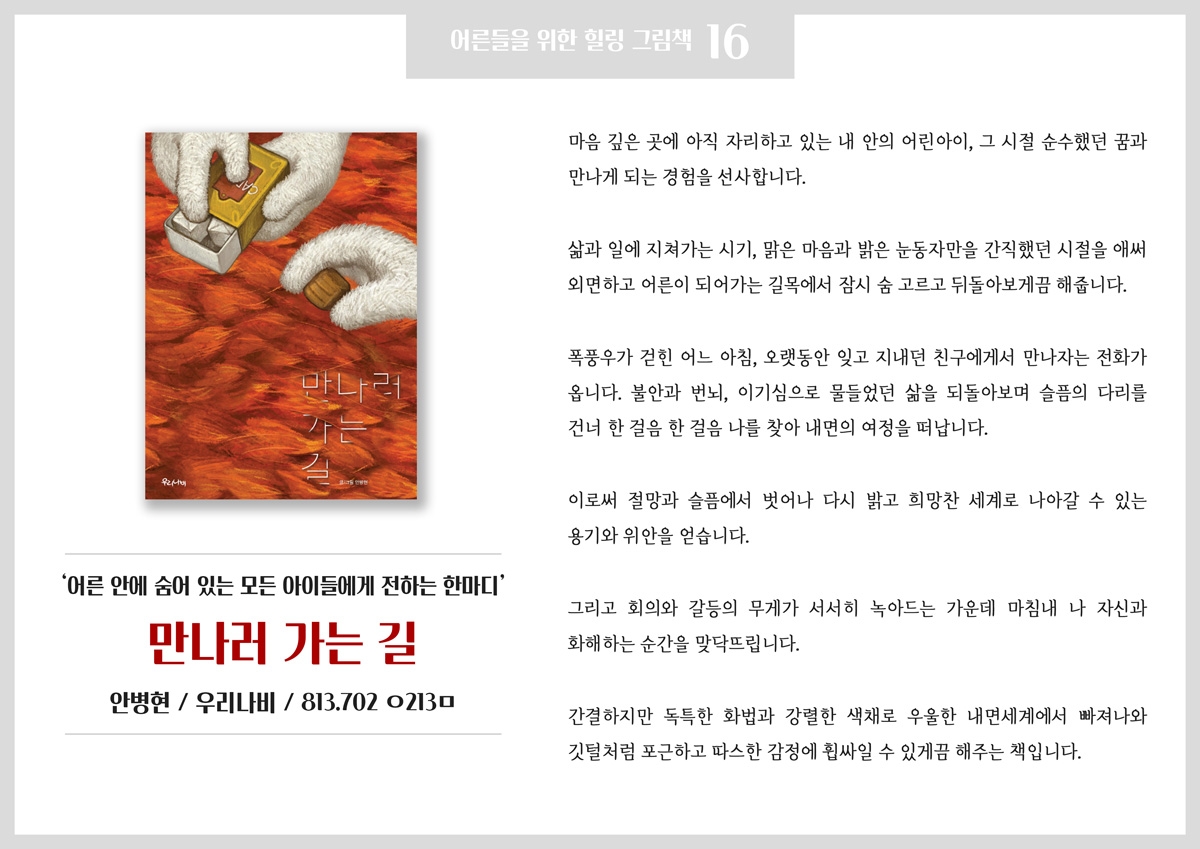 어른들을 위한 힐링 그림책 16
CAR
만나러
가는
길
우리나비
글/그림 안병현
‘어른 안에 숨어 있는 모든 아이들에게 전하는 한마디’
만나러 가는 길
안병현 / 우리나비 / 813.702 ㅇ213ㅁ
마음 깊은 곳에 아직 자리하고 있는 내 안의 어린아이, 그 시절 순수했던 꿈과
만나게 되는 경험을 선사합니다.
삶과 일에 지쳐가는 시기, 맑은 마음과 밝은 눈동자만을 간직했던 시절을 애써
외면하고 어른이 되어가는 길목에서 잠시 숨 고르고 뒤돌아보게끔 해줍니다.
폭풍우가 걷힌 어느 아침, 오랫동안 잊고 지내던 친구에게서 만나자는 전화가
옵니다. 불안과 번뇌, 이기심으로 물들었던 삶을 되돌아보며 슬픔의 다리를
건너 한 걸음 한 걸음 나를 찾아 내면의 여정을 떠납니다.
이로써 절망과 슬픔에서 벗어나 다시 밝고 희망찬 세계로 나아갈 수 있는
용기와 위안을 얻습니다.
그리고 회의와 갈등의 무게가 서서히 녹아드는 가운데 마침내 나 자신과
화해하는 순간을 맞닥뜨립니다.
간결하지만 독특한 화법과 강렬한 색채로 우울한 내면세계에서 빠져나와
깃털처럼 포근하고 따스한 감정에 휩싸일 수 있게끔 해주는 책입니다.